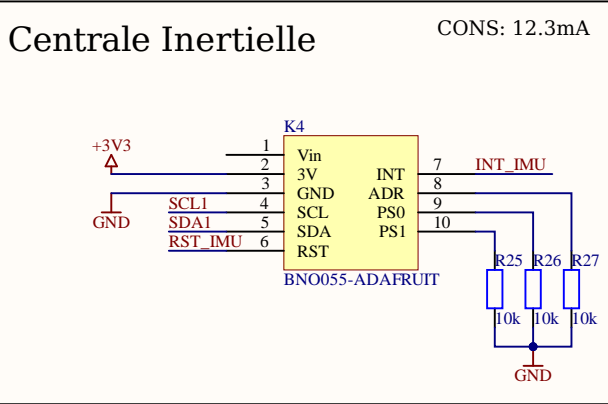 Centrale Inertielle
CONS: 12.3mA
K4
+3V3
1 Vin
2 3V
3 GND
GND
SCL1 4 SCL
SDA1 5 SDA
RST_IMU 6 RST
INT 7 INT_IMU
ADR 8
PS0 9
PS1 10
BNO055-ADAFRUIT
R25 R26 R27
10k 10k 10k
GND